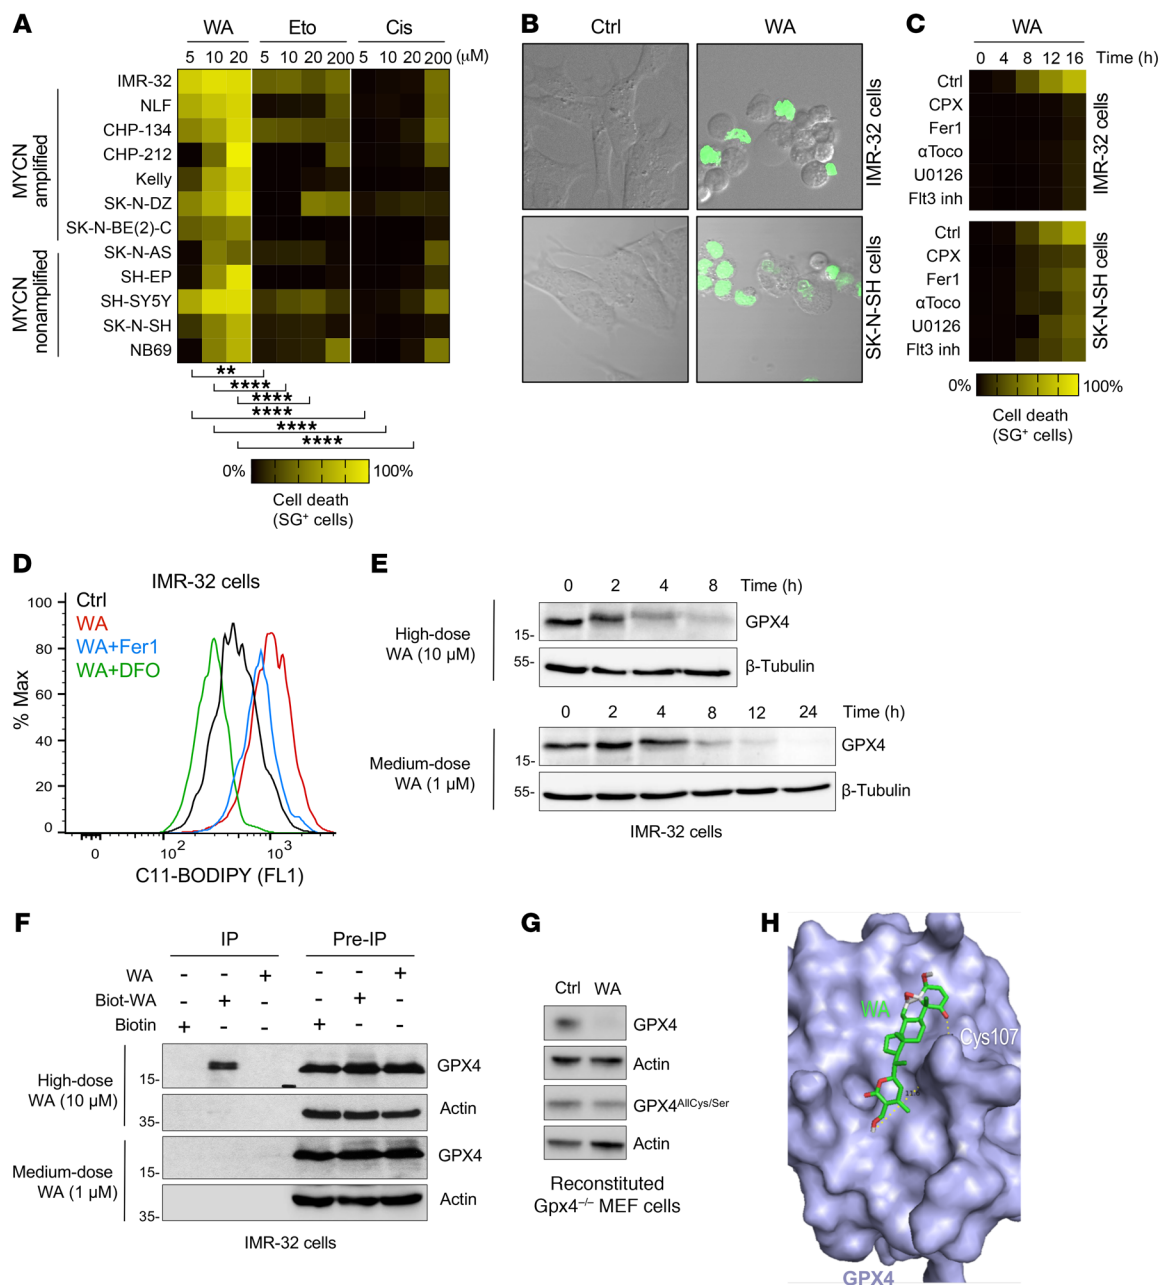 A
WA Eto Cis
5 10 20 5 10 20 200 5 10 20 200 (μM)
MYCN amplified
IMR-32
NLF
CHP-134
CHP-212
Kelly
SK-N-DZ
SK-N-BE(2)-C
MYCN nonamplified
SK-N-AS
SH-EP
SH-SY5Y
SK-N-SH
NB69
**
****
****
****
****
****
0% 100%
Cell death
(SG+ cells)
B
Ctrl WA
IMR-32 cells
SK-N-SH cells
C
WA
0 4 8 12 16 Time (h)
Ctrl
CPX
Fer1
αToco
U0126
Flt3 inh
IMR-32 cells
Ctrl
CPX
Fer1
αToco
U0126
Flt3 inh
SK-N-SH cells
0% 100%
Cell death
(SG+ cells)
D
IMR-32 cells
Ctrl
WA
WA+Fer1
WA+DFO
% Max
100
80
60
40
20
0
0 10² 10³
C11-BODIPY (FL1)
E
0 2 4 8 Time (h)
High-dose
WA (10 μM)
15-
GPX4
55-
β-Tubulin
0 2 4 8 12 24 Time (h)
Medium-dose
WA (1 μM)
15-
GPX4
55-
β-Tubulin
IMR-32 cells
F
IP Pre-IP
WA - - + - - +
Biot-WA - + - - + -
Biotin + - - + - -
High-dose
WA (10 μM)
15-
GPX4
35-
Actin
Medium-dose
WA (1 μM)
15-
GPX4
35-
Actin
IMR-32 cells
G
Ctrl WA
GPX4
Actin
GPX4AllCys/Ser
Actin
Reconstituted
Gpx4–/– MEF cells
H
WA
Cys107
GPX4